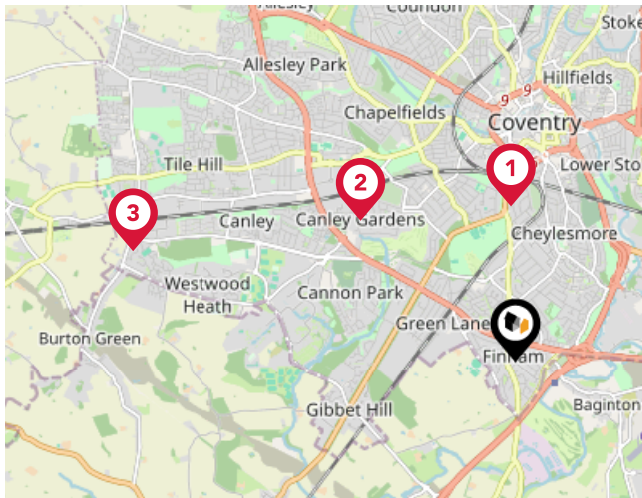 Allesley
Coundon
Stoke
Allesley Park
Hillfields
9
9
Chapelfields
Coventry
Tile Hill
Lower Sto
1
2
3
Canley
Canley Gardens
Cheylesmore
Westwood
Heath
Cannon Park
Green Lane
Burton Green
Finham
Gibbet Hill
Baginton